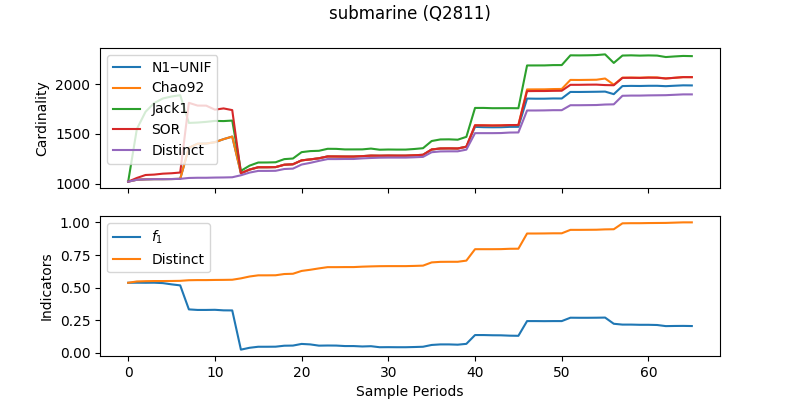 submarine (Q2811)
Cardinality
2000
1500
1000
N1−UNIF
Chao92
Jack1
SOR
Distinct
Indicators
1.00
0.75
0.50
0.25
0.00
f1
Distinct
0 10 20 30 40 50 60
Sample Periods